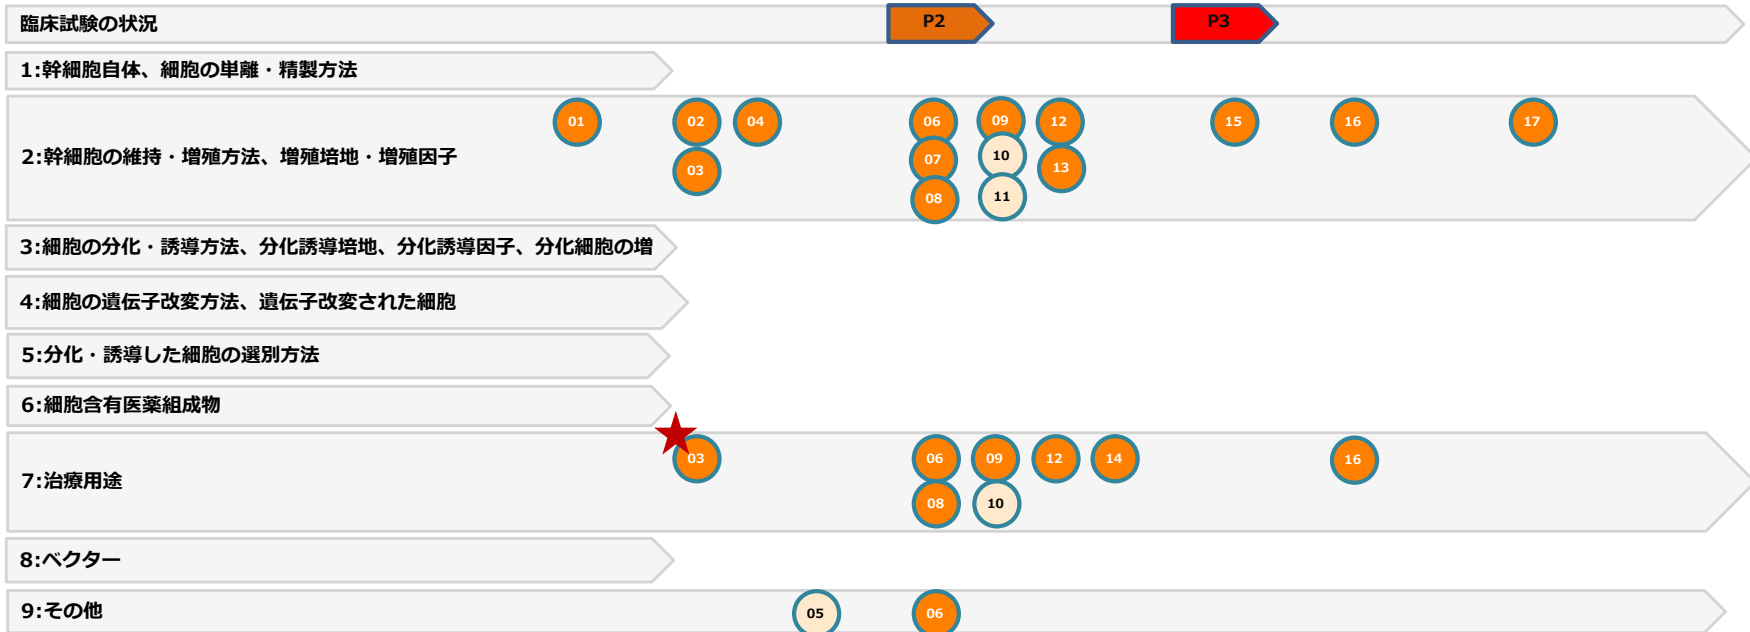 臨床試験の状況
P2
P3
1:幹細胞自体、細胞の単離・精製方法
01
02
04
06
09
12
15
16
17
2:幹細胞の維持・増殖方法、増殖培地・増殖因子
03
07
10
13
08
11
3:細胞の分化・誘導方法、分化誘導培地、分化誘導因子、分化細胞の増
4:細胞の遺伝子改変方法、遺伝子改変された細胞
5:分化・誘導した細胞の選別方法
6:細胞含有医薬組成物
03
06
09
12
14
16
7:治療用途
08
10
8:ベクター
9:その他
05
06